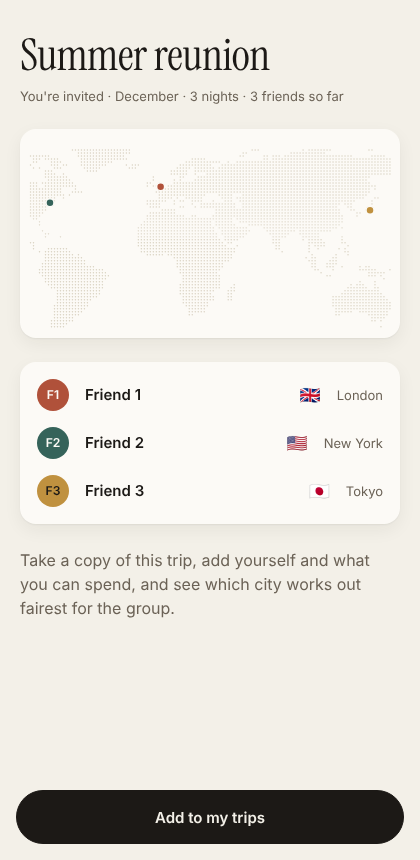 Summer reunion
You're invited · December · 3 nights · 3 friends so far
F1 Friend 1 London
F2 Friend 2 New York
F3 Friend 3 Tokyo
Take a copy of this trip, add yourself and what
you can spend, and see which city works out
fairest for the group.
Add to my trips